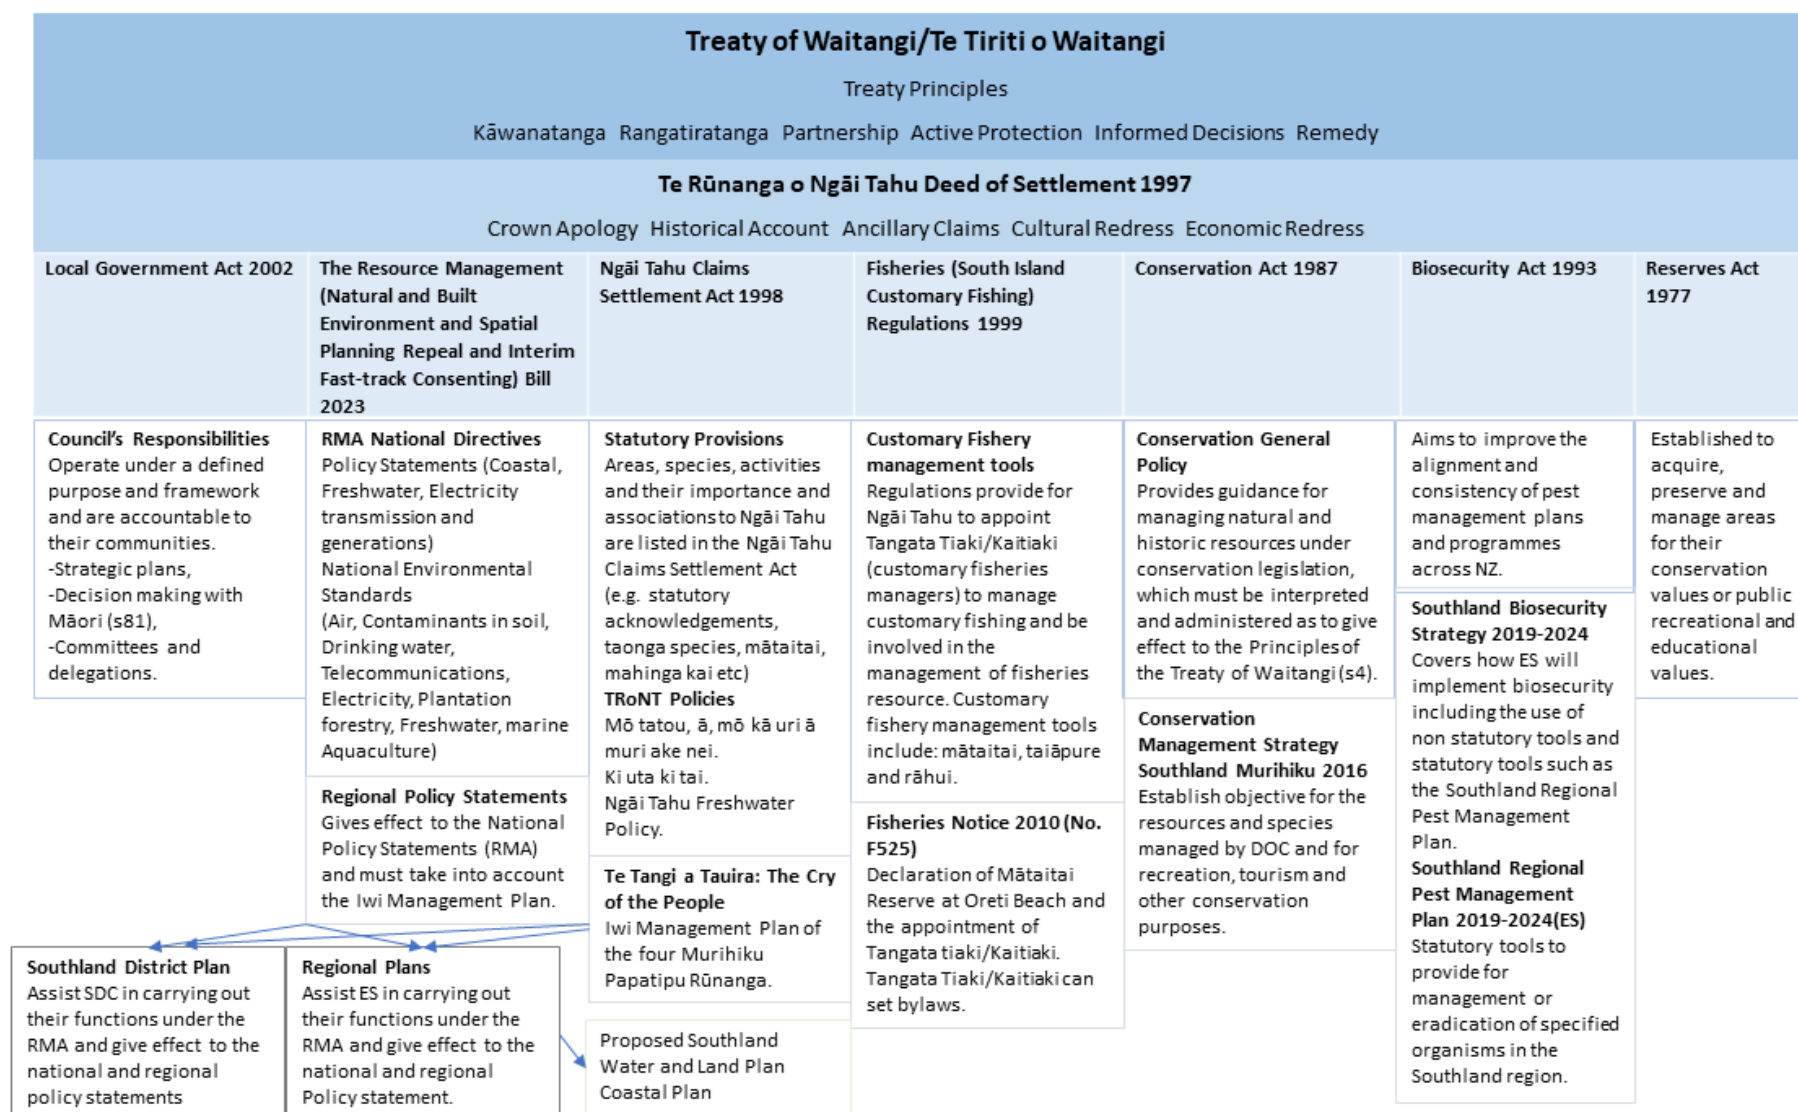 Treaty of Waitangi/Te Tiriti o Waitangi
Treaty Principles
Kāwanatanga Rangatiratanga Partnership Active Protection Informed Decisions Remedy
Te Rūnanga o Ngāi Tahu Deed of Settlement 1997
Crown Apology Historical Account Ancillary Claims Cultural Redress Economic Redress
Local Government Act 2002
The Resource Management
(Natural and Built
Environment and Spatial
Planning Repeal and Interim
Fast-track Consenting) Bill
2023
Ngāi Tahu Claims
Settlement Act 1998
Fisheries (South Island
Customary Fishing)
Regulations 1999
Conservation Act 1987
Biosecurity Act 1993
Reserves Act
1977
Council's Responsibilities
Operate under a defined
purpose and framework
and are accountable to
their communities.
-Strategic plans,
-Decision making with
Māori (s81),
-Committees and
delegations.
RMA National Directives
Policy Statements (Coastal,
Freshwater, Electricity
transmission and
generations)
National Environmental
Standards
(Air, Contaminants in soil,
Drinking water,
Telecommunications,
Electricity, Plantation
forestry, Freshwater, marine
Aquaculture)
Regional Policy Statements
Gives effect to the National
Policy Statements (RMA)
and must take into account
the Iwi Management Plan.
Southland District Plan
Assist SDC in carrying out
their functions under the
RMA and give effect to the
national and regional
policy statements
Regional Plans
Assist ES in carrying out
their functions under the
RMA and give effect to the
national and regional
Policy statement.
Statutory Provisions
Areas, species, activities
and their importance and
associations to Ngāi Tahu
are listed in the Ngāi Tahu
Claims Settlement Act
(e.g. statutory
acknowledgements,
taonga species, mātaitai,
mahinga kai etc)
TRoNT Policies
Mō tatou, ā, mō kā uri ā
muri ake nei.
Ki uta ki tai.
Ngāi Tahu Freshwater
Policy.
Te Tangi a Tauira: The Cry
of the People
Iwi Management Plan of
the four Murihiku
Papatipu Rūnanga.
Proposed Southland
Water and Land Plan
Coastal Plan
Customary Fishery
management tools
Regulations provide for
Ngāi Tahu to appoint
Tangata Tiaki/Kaitiaki
(customary fisheries
managers) to manage
customary fishing and be
involved in the
management of fisheries
resource. Customary
fishery management tools
include: mātaitai, taiāpure
and rāhui.
Fisheries Notice 2010 (No.
F525)
Declaration of Mātaitai
Reserve at Oreti Beach and
the appointment of
Tangata tiaki/Kaitiaki.
Tangata Tiaki/Kaitiaki can
set bylaws.
Conservation General
Policy
Provides guidance for
managing natural and
historic resources under
conservation legislation,
which must be interpreted
and administered as to give
effect to the Principles of
the Treaty of Waitangi (s4).
Conservation
Management Strategy
Southland Murihiku 2016
Establish objective for the
resources and species
managed by DOC and for
recreation, tourism and
other conservation
purposes.
Aims to improve the
alignment and
consistency of pest
management plans
and programmes
across NZ.
Southland Biosecurity
Strategy 2019-2024
Covers how ES will
implement biosecurity
including the use of
non statutory tools and
statutory tools such as
the Southland Regional
Pest Management
Plan.
Southland Regional
Pest Management
Plan 2019-2024(ES)
Statutory tools to
provide for
management or
eradication of specified
organisms in the
Southland region.
Established to
acquire,
preserve and
manage areas
for their
conservation
values or public
recreational and
educational
values.